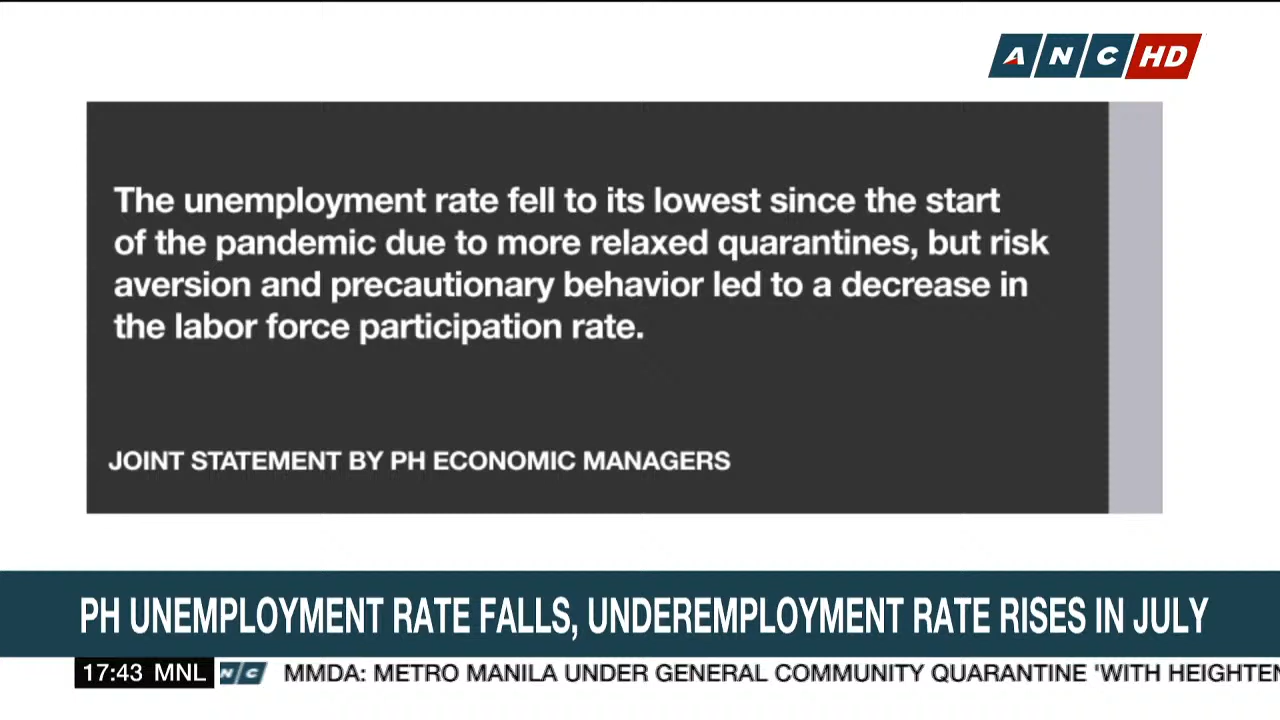 ANC HD
The unemployment rate fell to its lowest since the start
of the pandemic due to more relaxed quarantines, but risk
aversion and precautionary behavior led to a decrease in
the labor force participation rate.
JOINT STATEMENT BY PH ECONOMIC MANAGERS
PH UNEMPLOYMENT RATE FALLS, UNDEREMPLOYMENT RATE RISES IN JULY
17:43 MNL NC MMDA: METRO MANILA UNDER GENERAL COMMUNITY QUARANTINE 'WITH HEIGHTEN